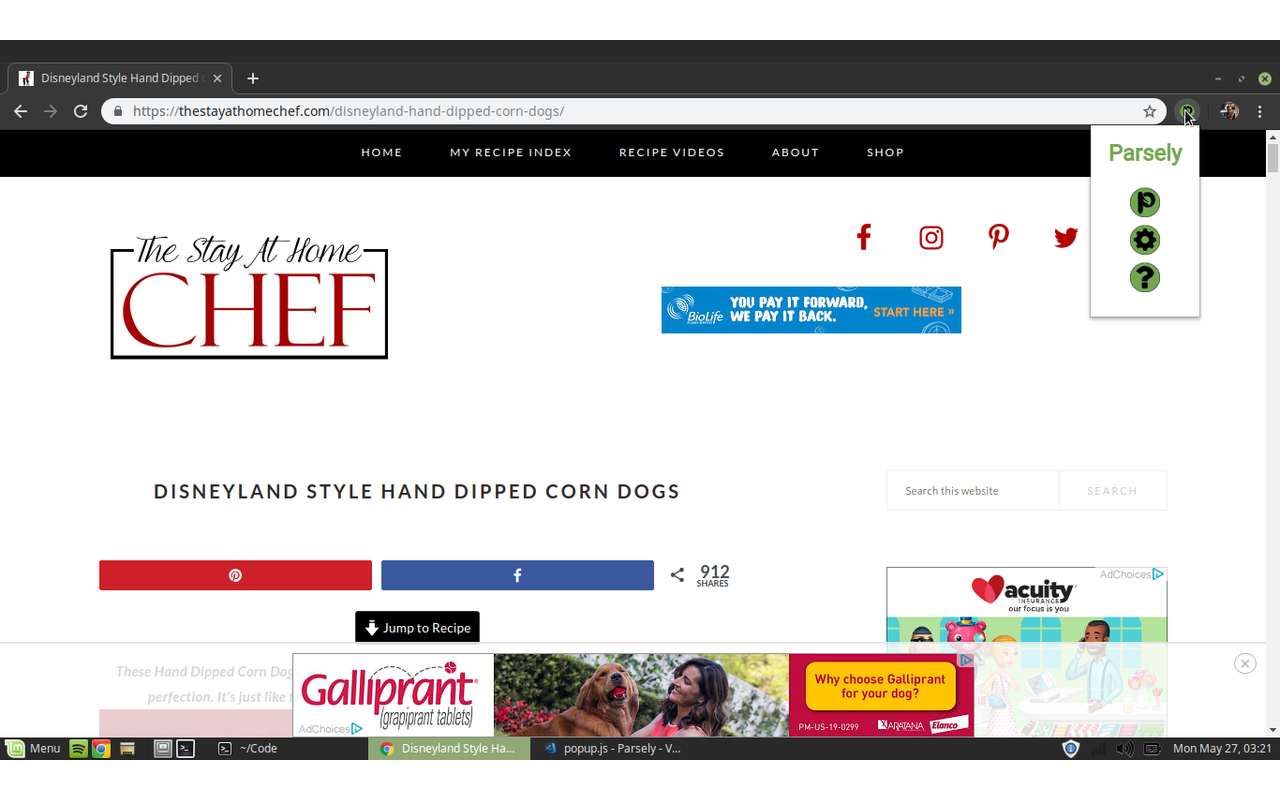 Disneyland Style Hand Dipped
https://thestayathomechef.com/disneyland-hand-dipped-corn-dogs/
HOME MY RECIPE INDEX RECIPE VIDEOS ABOUT SHOP
Parsely
The Stay At Home
CHEF
BioLife
YOU PAY IT FORWARD,
WE PAY IT BACK.
START HERE »
DISNEYLAND STYLE HAND DIPPED CORN DOGS
Search this website SEARCH
912
SHARES
AdChoices
acuity
INSURANCE
our focus is you
Jump to Recipe
These Hand Dipped Corn Dog
perfection. It's just like
Galliprant
(grapiprant tablets)
AdChoices
Why choose Galliprant
for your dog?
PM-US-19-0299 ARATANA Elanco
Menu ~/Code Disneyland Style Ha... popup.js - Parsely - V... Mon May 27, 03:21